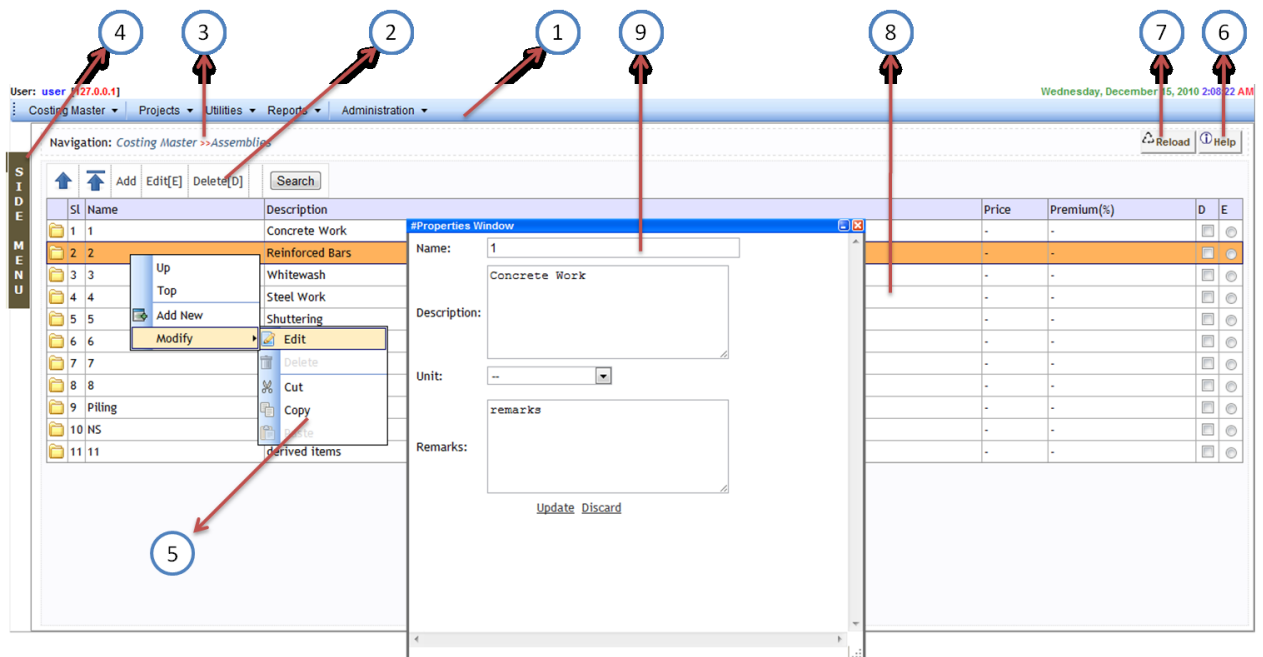 4 3 2 1 9 8 7 6
User: user [127.0.0.1] Wednesday, December 15, 2010 2:08:22 AM
Costing Master Projects Utilities Reports Administration
Navigation: Costing Master >>Assemblies Reload Help
SIDE MENU
Add Edit[E] Delete[D] Search
Sl Name Description Price Premium(%) D E
1 1 Concrete Work - -
2 2 Reinforced Bars - -
3 3 Whitewash - -
4 4 Steel Work - -
5 5 Shuttering - -
6 6 - -
7 7 - -
8 8 - -
9 Piling - -
10 NS - -
11 11 derived items - -
Up
Top
Add New
Modify
Edit
Delete
Cut
Copy
Paste
#Properties Window
Name: 1
Description: Concrete Work
Unit: --
Remarks: remarks
Update Discard
5